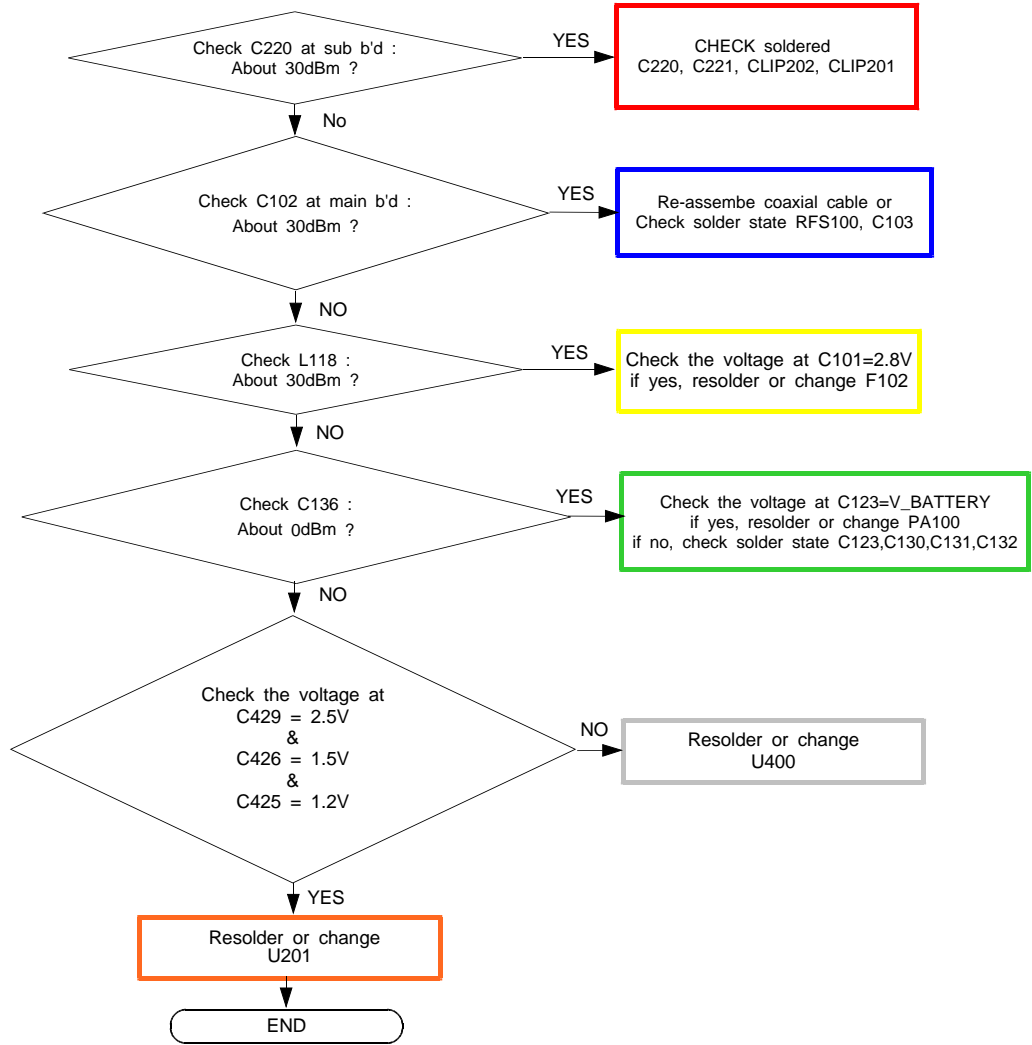 Check C220 at sub b'd :
About 30dBm ?
YES
CHECK soldered
C220, C221, CLIP202, CLIP201
No
Check C102 at main b'd :
About 30dBm ?
YES
Re-assembe coaxial cable or
Check solder state RFS100, C103
NO
Check L118 :
About 30dBm ?
YES
Check the voltage at C101=2.8V
if yes, resolder or change F102
NO
Check C136 :
About 0dBm ?
YES
Check the voltage at C123=V_BATTERY
if yes, resolder or change PA100
if no, check solder state C123,C130,C131,C132
NO
Check the voltage at
C429 = 2.5V
&
C426 = 1.5V
&
C425 = 1.2V
NO
Resolder or change
U400
YES
Resolder or change
U201
END